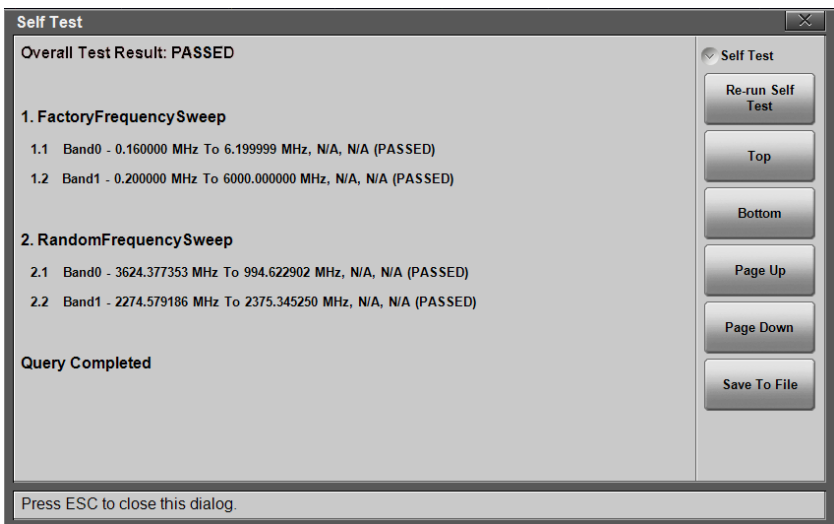 Self Test
Overall Test Result: PASSED
1. FactoryFrequencySweep
1.1 Band0 - 0.160000 MHz To 6.199999 MHz, N/A, N/A (PASSED)
1.2 Band1 - 0.200000 MHz To 6000.000000 MHz, N/A, N/A (PASSED)
2. RandomFrequencySweep
2.1 Band0 - 3624.377353 MHz To 994.622902 MHz, N/A, N/A (PASSED)
2.2 Band1 - 2274.579186 MHz To 2375.345250 MHz, N/A, N/A (PASSED)
Query Completed
Self Test
Re-run Self
Test
Top
Bottom
Page Up
Page Down
Save To File
Press ESC to close this dialog.